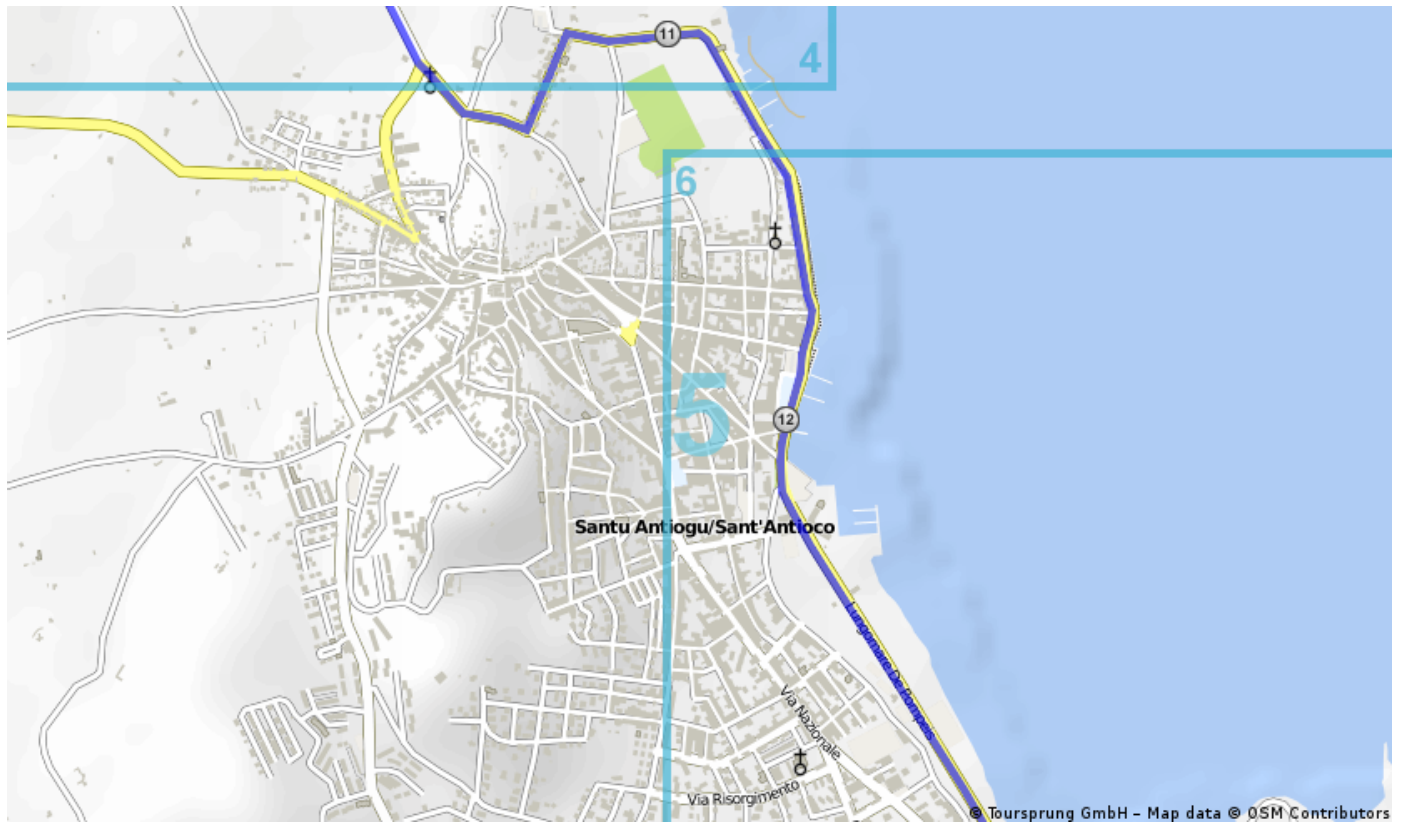 11
4
6
5
12
Santu Antiogu/Sant'Antioco
Lungomare De Pompeis
Via Nazionale
Via Risorgimento
© Toursprung GmbH – Map data © OSM Contributors